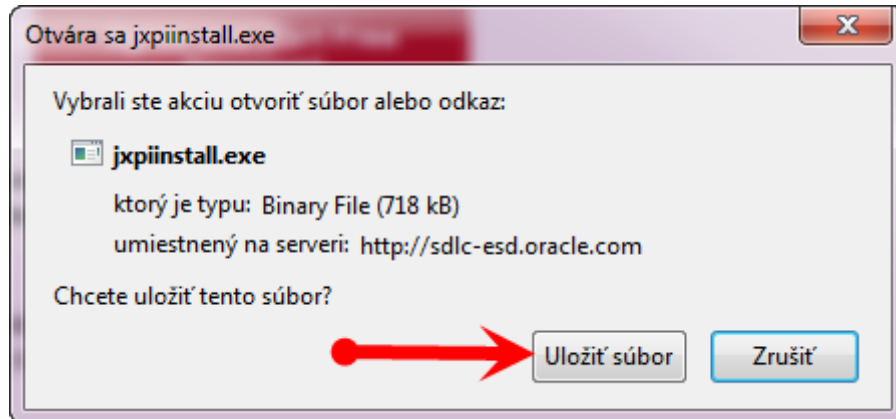 Otvára sa jxpiinstall.exe
Vybrali ste akciu otvoriť súbor alebo odkaz:
jxpiinstall.exe
ktorý je typu: Binary File (718 kB)
umiestnený na serveri: http://sdlc-esd.oracle.com
Chcete uložiť tento súbor?
Uložiť súbor Zrušiť